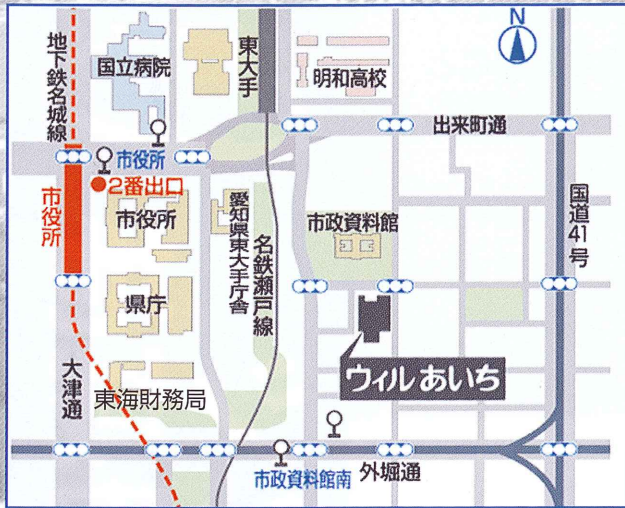 N
地下鉄名城線
国立病院
東大手
明和高校
出来町通
市役所
2番出口
市役所
市役所
愛知県東大手庁舎
名鉄瀬戸線
市政資料館
国道41号
県庁
大津通
東海財務局
ウィルあいち
市政資料館南
外堀通